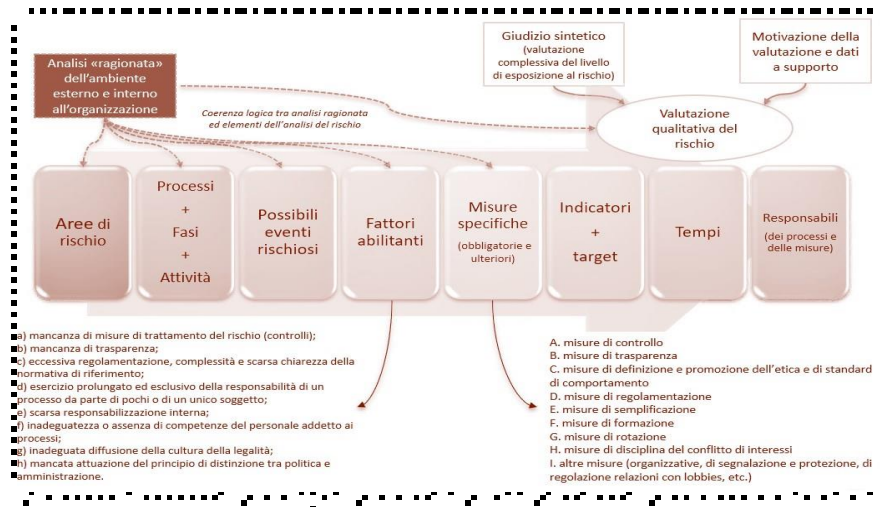 Analisi «ragionata»
dell'ambiente
esterno e interno
all'organizzazione
Giudizio sintetico
(valutazione
complessiva del livello
di esposizione al rischio)
Motivazione della
valutazione e dati
a supporto
Coerenza logica tra analisi ragionata
ed elementi dell'analisi del rischio
Valutazione
qualitativa del
rischio
Aree di
rischio
Processi
+
Fasi
+
Attività
Possibili
eventi
rischiosi
Fattori
abilitanti
Misure
specifiche
(obbligatorie e
ulteriori)
Indicatori
+
target
Tempi
Responsabili
(dei processi e
delle misure)
a) mancanza di misure di trattamento del rischio (controlli);
b) mancanza di trasparenza;
c) eccessiva regolamentazione, complessità e scarsa chiarezza della
normativa di riferimento;
d) esercizio prolungato ed esclusivo della responsabilità di un
processo da parte di pochi o di un unico soggetto;
e) scarsa responsabilizzazione interna;
f) inadeguatezza o assenza di competenze del personale addetto ai
processi;
g) inadeguata diffusione della cultura della legalità;
h) mancata attuazione del principio di distinzione tra politica e
amministrazione.
A. misure di controllo
B. misure di trasparenza
C. misure di definizione e promozione dell'etica e di standard
di comportamento
D. misure di regolamentazione
E. misure di semplificazione
F. misure di formazione
G. misure di rotazione
H. misure di disciplina del conflitto di interessi
I. altre misure (organizzative, di segnalazione e protezione, di
regolazione relazioni con lobbies, etc.)